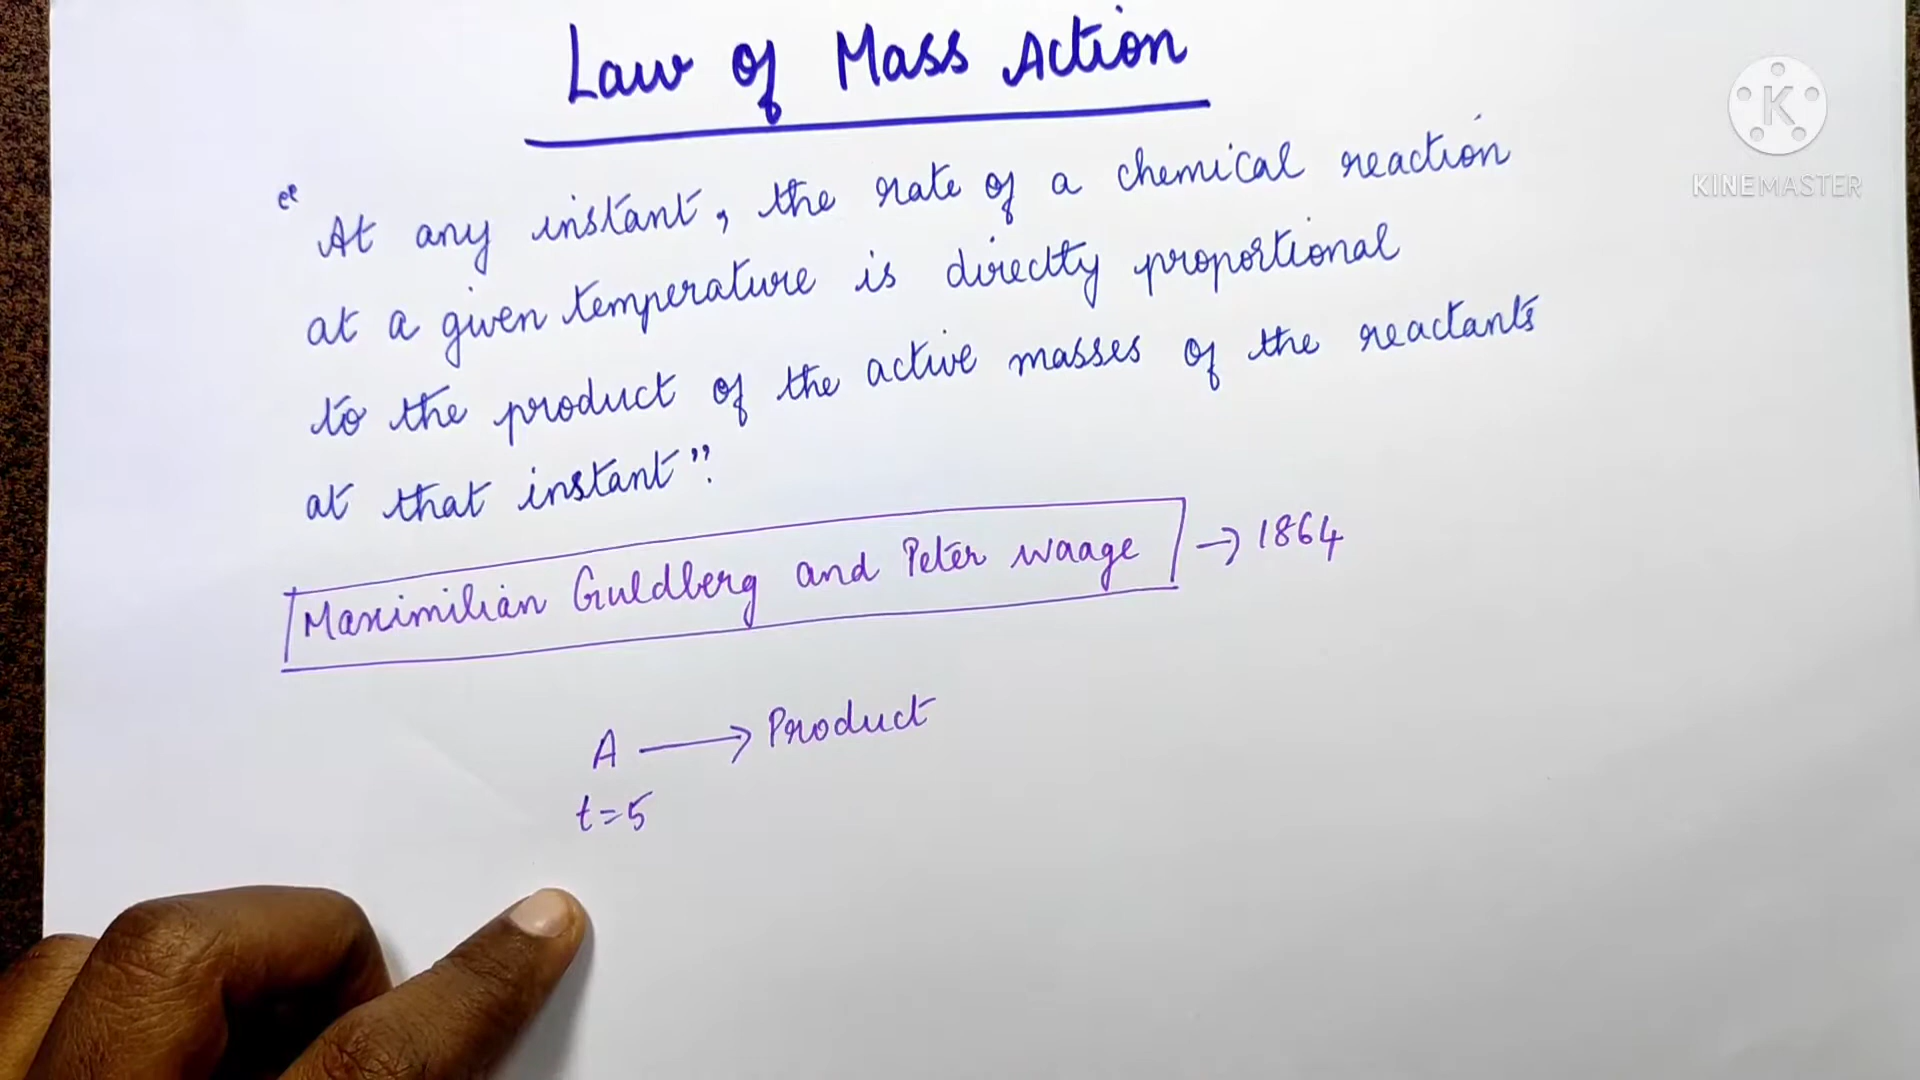 Law of Mass Action
K
KINEMASTER
"At any instant, the rate of a chemical reaction
at a given temperature is directly proportional
to the product of the active masses of the reactants
at that instant".
Maximilian Guldberg and Peter Waage → 1864
A ⟶ Product
t=5